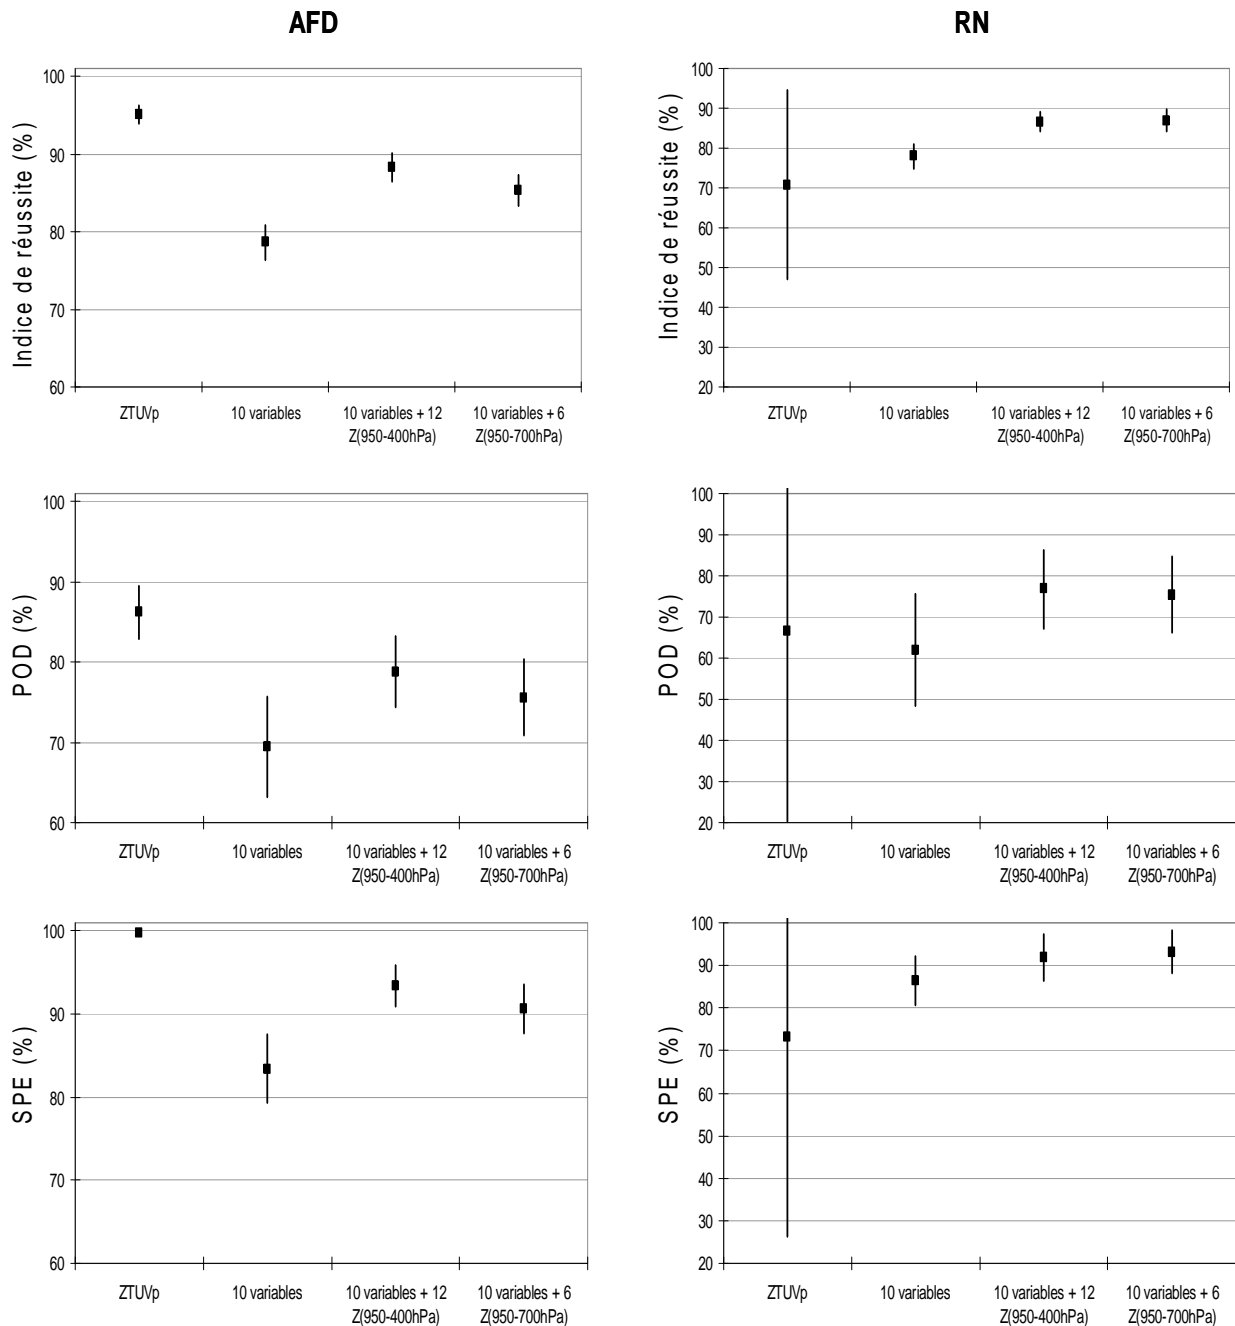 AFD
RN
Indice de réussite (%)
100
90
80
70
60
ZTUVp
10 variables
10 variables + 12
Z(950-400hPa)
10 variables + 6
Z(950-700hPa)
Indice de réussite (%)
100
90
80
70
60
50
40
30
20
ZTUVp
10 variables
10 variables + 12
Z(950-400hPa)
10 variables + 6
Z(950-700hPa)
POD (%)
100
90
80
70
60
ZTUVp
10 variables
10 variables + 12
Z(950-400hPa)
10 variables + 6
Z(950-700hPa)
POD (%)
100
90
80
70
60
50
40
30
20
ZTUVp
10 variables
10 variables + 12
Z(950-400hPa)
10 variables + 6
Z(950-700hPa)
SPE (%)
100
90
80
70
60
ZTUVp
10 variables
10 variables + 12
Z(950-400hPa)
10 variables + 6
Z(950-700hPa)
SPE (%)
100
90
80
70
60
50
40
30
20
ZTUVp
10 variables
10 variables + 12
Z(950-400hPa)
10 variables + 6
Z(950-700hPa)